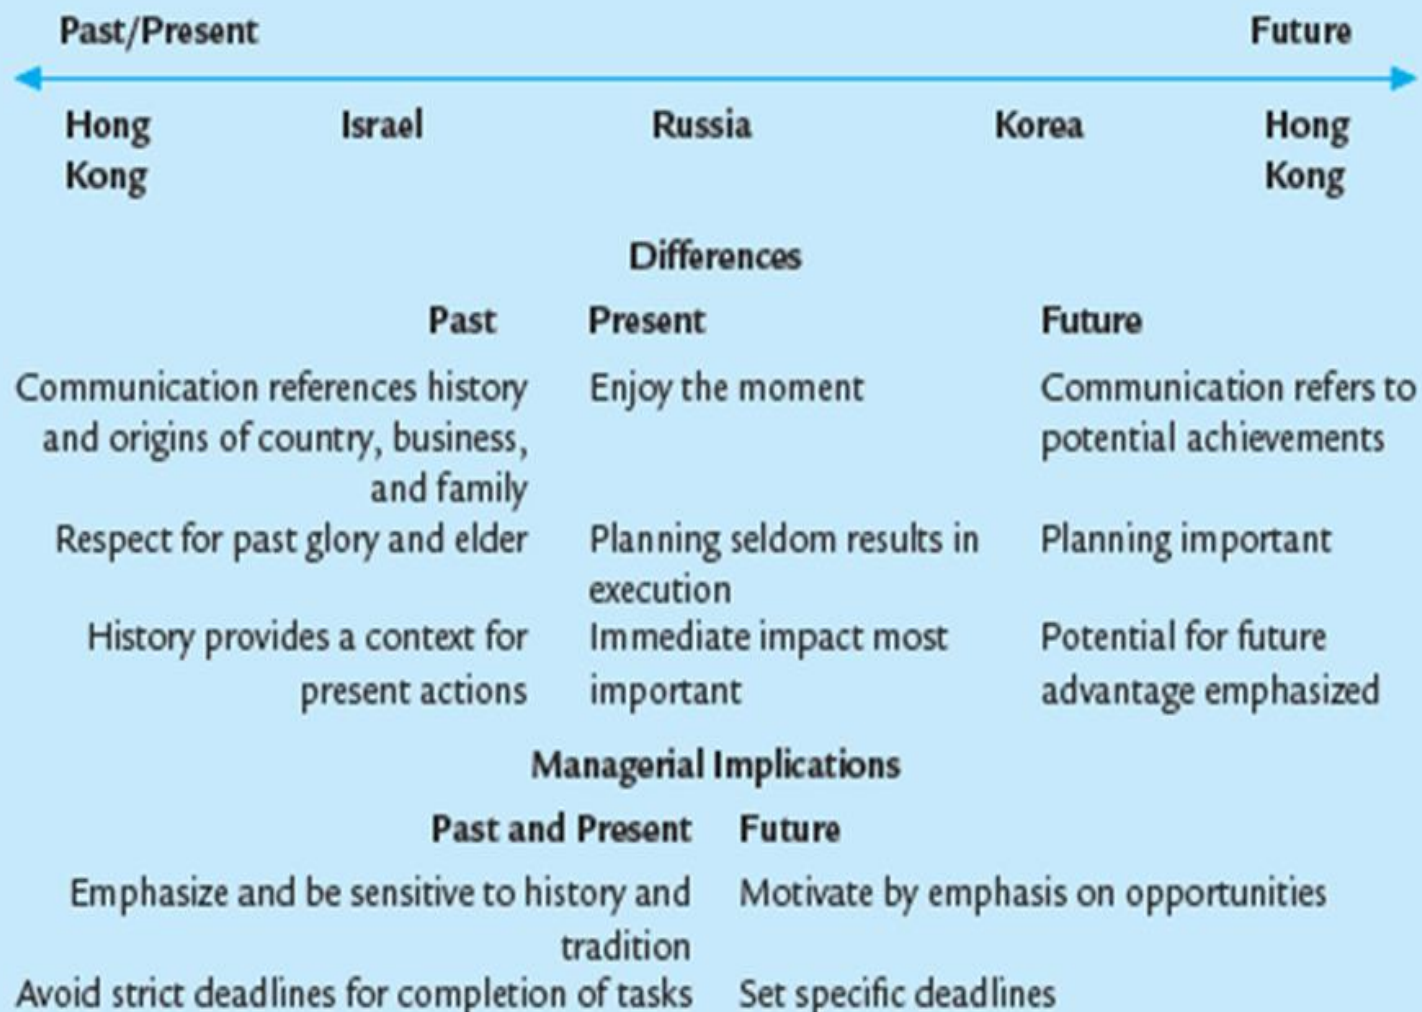 Past/Present Future
Hong Israel Russia Korea Hong
Kong Kong
Differences
Past Present Future
Communication references history Enjoy the moment Communication refers to
and origins of country, business, potential achievements
and family
Respect for past glory and elder Planning seldom results in Planning important
execution
History provides a context for Immediate impact most Potential for future
present actions important advantage emphasized
Managerial Implications
Past and Present Future
Emphasize and be sensitive to history and Motivate by emphasis on opportunities
tradition
Avoid strict deadlines for completion of tasks Set specific deadlines